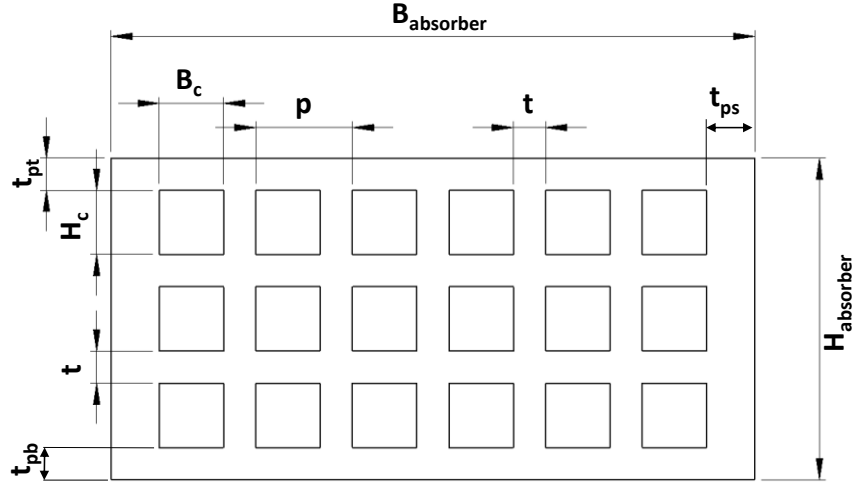 B_absorber
B_c
p
t
t_ps
t_pt
H_c
t
t_pb
H_absorber